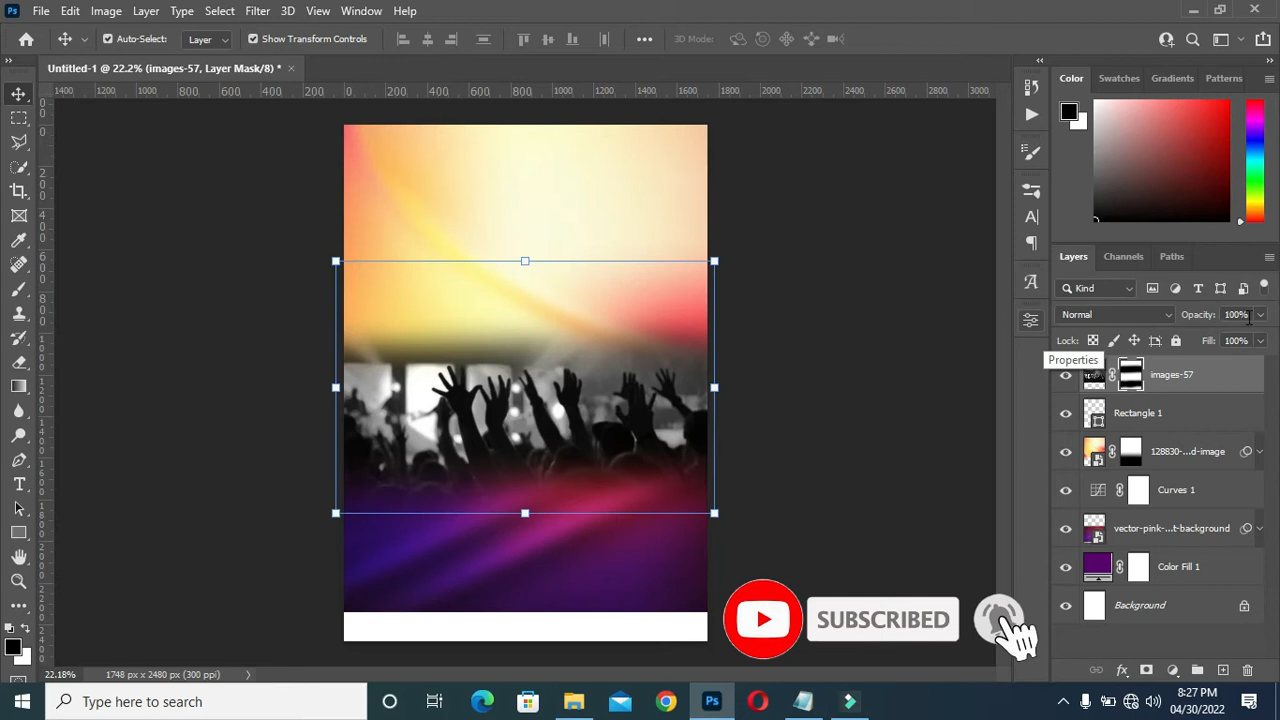 Ps File Edit Image Layer Type Select Filter 3D View Window Help
Auto-Select: Layer Show Transform Controls 3D Mode:
Untitled-1 @ 22.2% (images-57, Layer Mask/8) *
1400 1000 800 600 400 200 0 200 400 600 800 1000 1200 1400 1600 2000 2200 2400 2600 2800 3000
Color Swatches Gradients Patterns
Layers Channels Paths
Kind
Normal Opacity: 100%
Lock: Fill: 100%
Properties
images-57
Rectangle 1
128830-...d-image
Curves 1
vector-pink-...t-background
Color Fill 1
Background
SUBSCRIBED
22.18% 1748 px x 2480 px (300 ppi)
Type here to search
Ps
8:27 PM
04/30/2022